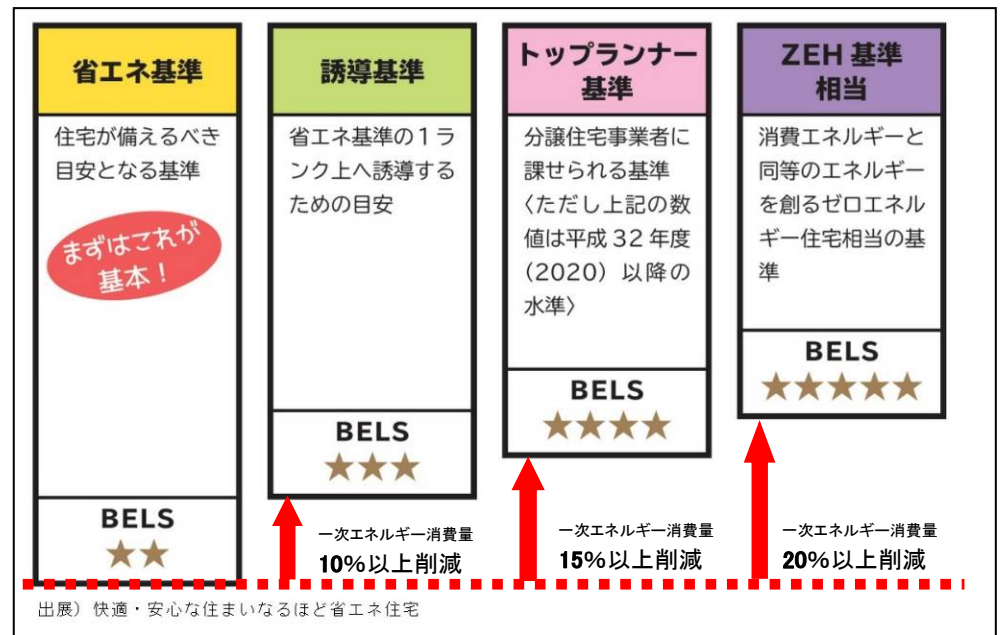 省エネ基準
住宅が備えるべき
目安となる基準
まずはこれが
基本！
BELS
★★
誘導基準
省エネ基準の１ラ
ンク上へ誘導する
ための目安
BELS
★★★
一次エネルギー消費量
10%以上削減
トップランナー
基準
分譲住宅事業者に
課せられる基準
〈ただし上記の数
値は平成 32 年度
(2020) 以降の
水準〉
BELS
★★★★
一次エネルギー消費量
15%以上削減
ZEH 基準
相当
消費エネルギーと
同等のエネルギー
を創るゼロエネル
ギー住宅相当の基
準
BELS
★★★★★
一次エネルギー消費量
20%以上削減
出展）快適・安心な住まいなるほど省エネ住宅